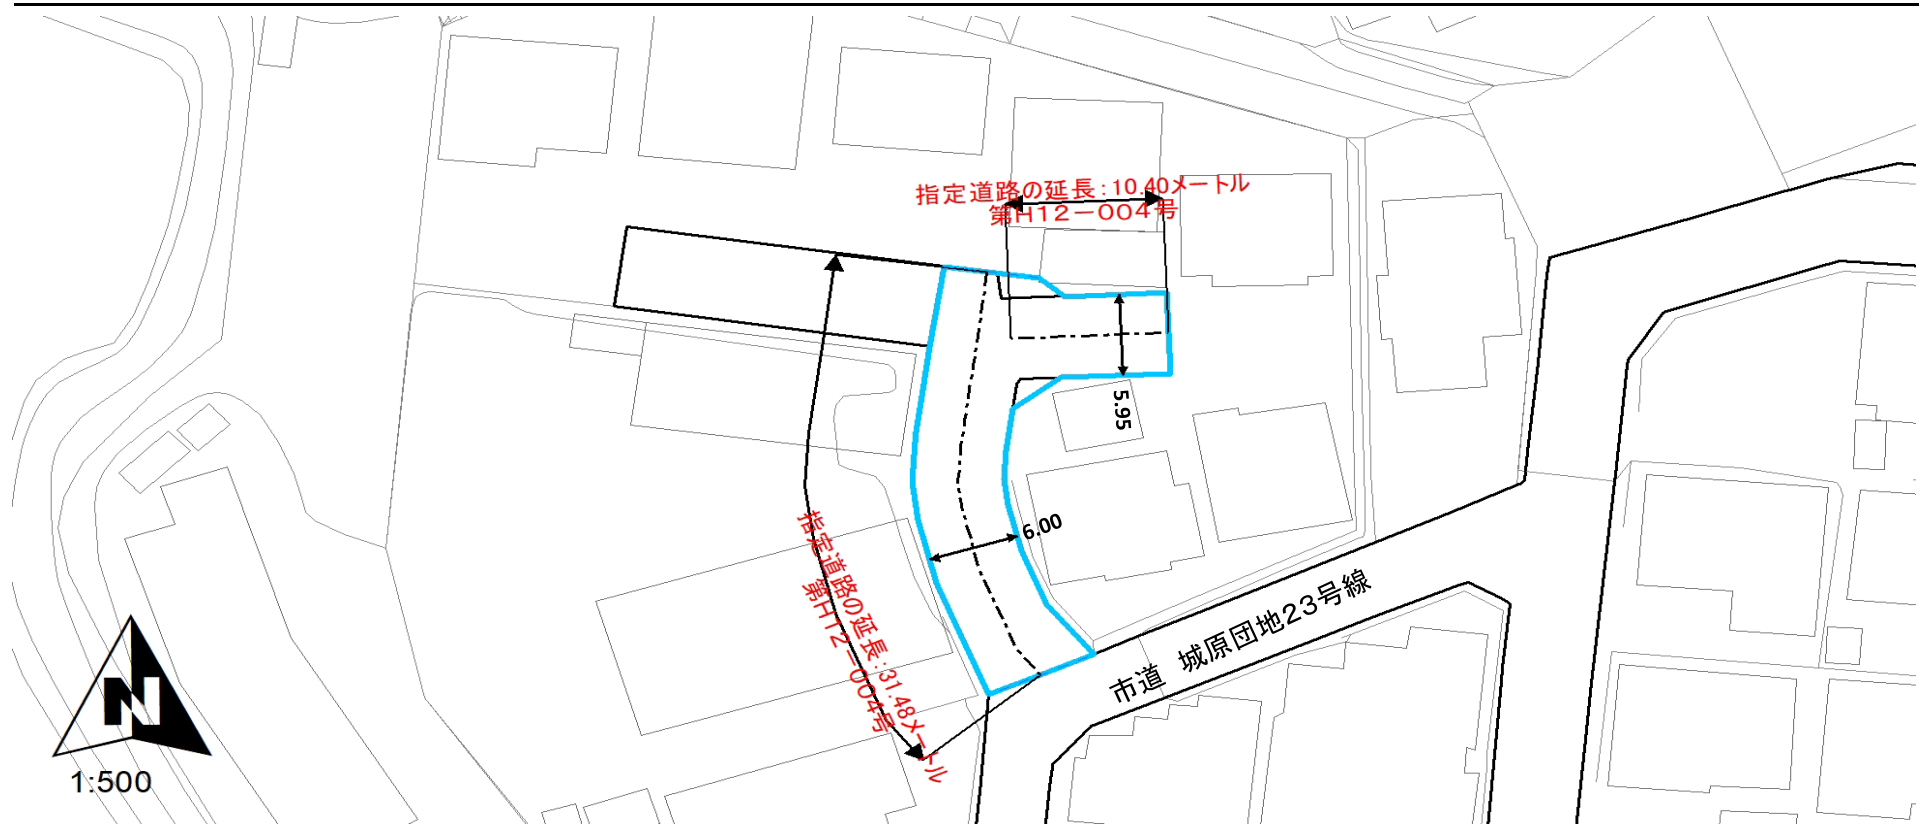 指定道路の延長:10.40メートル
第H12-004号
5.95
6.00
指定道路の延長:31.48メートル
第H12-004号
市道 城原団地23号線
N
1:500